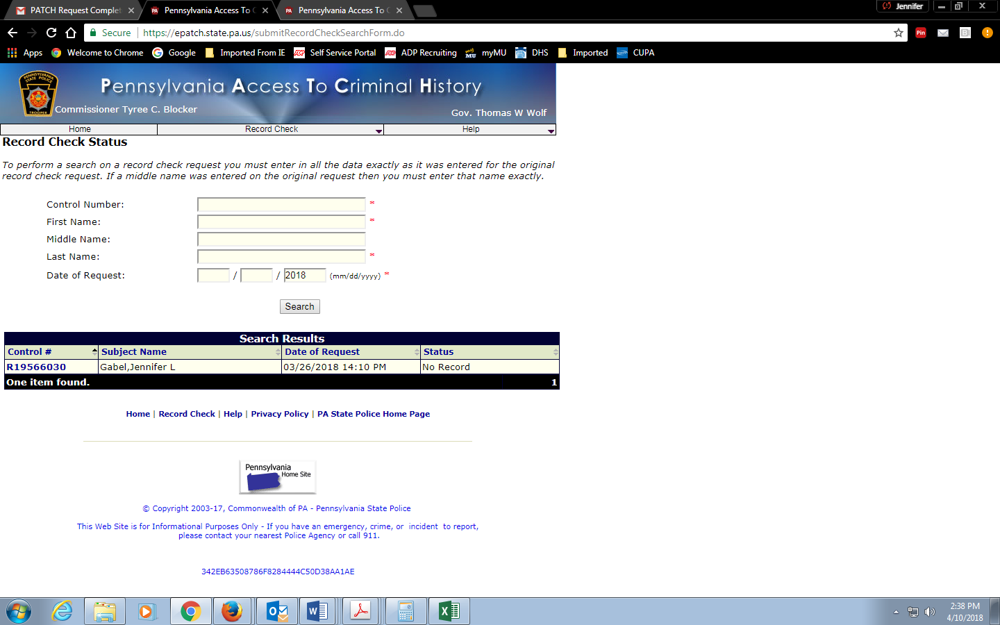 PATCH Request Complet
Pennsylvania Access To C
Pennsylvania Access To C
Jennifer
Secure
https://epatch.state.pa.us/submitRecordCheckSearchForm.do
Pin
Apps Welcome to Chrome Google Imported From IE ADP Self Service Portal ADP ADP Recruiting my MU myMU DHS Imported CUPA
PENNSYLVANIA STATE POLICE
TROOPER
Pennsylvania Access To Criminal History
Commissioner Tyree C. Blocker
Gov. Thomas W Wolf
Home Record Check Help
Record Check Status
To perform a search on a record check request you must enter in all the data exactly as it was entered for the original
record check request. If a middle name was entered on the original request then you must enter that name exactly.
Control Number: *
First Name: *
Middle Name:
Last Name: *
Date of Request: / / 2018 (mm/dd/yyyy) *
Search
Search Results
Control # Subject Name Date of Request Status
R19566030 Gabel,Jennifer L 03/26/2018 14:10 PM No Record
One item found. 1
Home | Record Check | Help | Privacy Policy | PA State Police Home Page
Pennsylvania
Home Site
© Copyright 2003-17, Commonwealth of PA - Pennsylvania State Police
This Web Site is for Informational Purposes Only - If you have an emergency, crime, or incident to report,
please contact your nearest Police Agency or call 911.
342EB63508786F8284444C50D38AA1AE
2:38 PM
4/10/2018